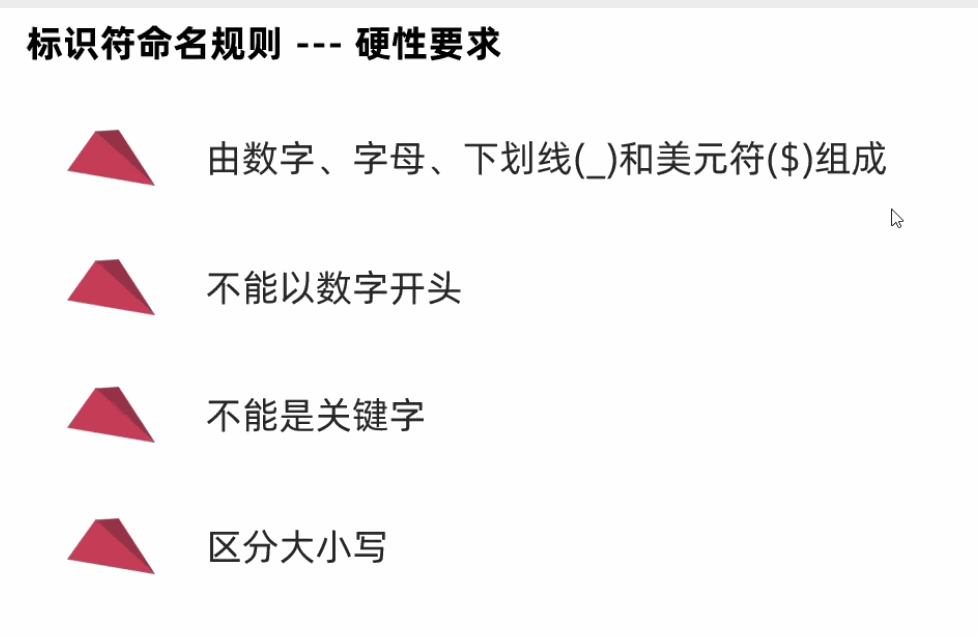 标识符命名规则 --- 硬性要求
由数字、字母、下划线(_)和美元符($)组成
不能以数字开头
不能是关键字
区分大小写